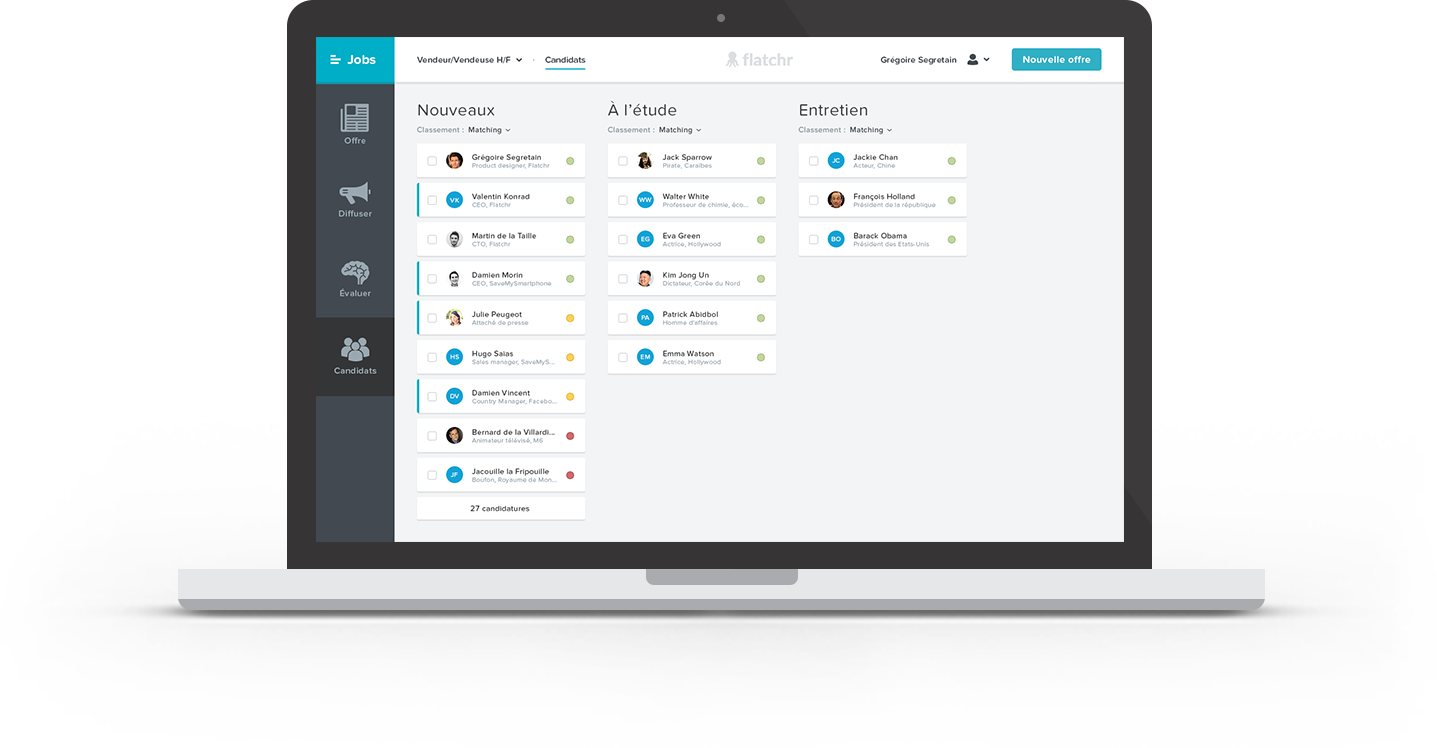 Jobs
Vendeur/Vendeuse H/F
Candidats
flatchr
Grégoire Segretain
Nouvelle offre
Offre
Diffuser
Évaluer
Candidats
Nouveaux
Classement : Matching
Grégoire Segretain
Product designer, Flatchr
VK
Valentin Konrad
CEO, Flatchr
Martin de la Taille
CTO, Flatchr
Damien Morin
CEO, SaveMySmartphone
Julie Peugeot
Attaché de presse
HS
Hugo Saias
Sales manager, SaveMyS...
DV
Damien Vincent
Country Manager, Facebo...
Bernard de la Villardi...
Animateur télévisé, M6
JF
Jacouille la Fripouille
Boufon, Royaume de Mon...
27 candidatures
À l'étude
Classement : Matching
Jack Sparrow
Pirate, Caraïbes
WW
Walter White
Professeur de chimie, éco...
EG
Eva Green
Actrice, Hollywood
Kim Jong Un
Dictateur, Corée du Nord
PA
Patrick Abidbol
Homme d'affaires
EM
Emma Watson
Actrice, Hollywood
Entretien
Classement : Matching
JC
Jackie Chan
Acteur, Chine
François Holland
Président de la république
BO
Barack Obama
Président des Etats-Unis